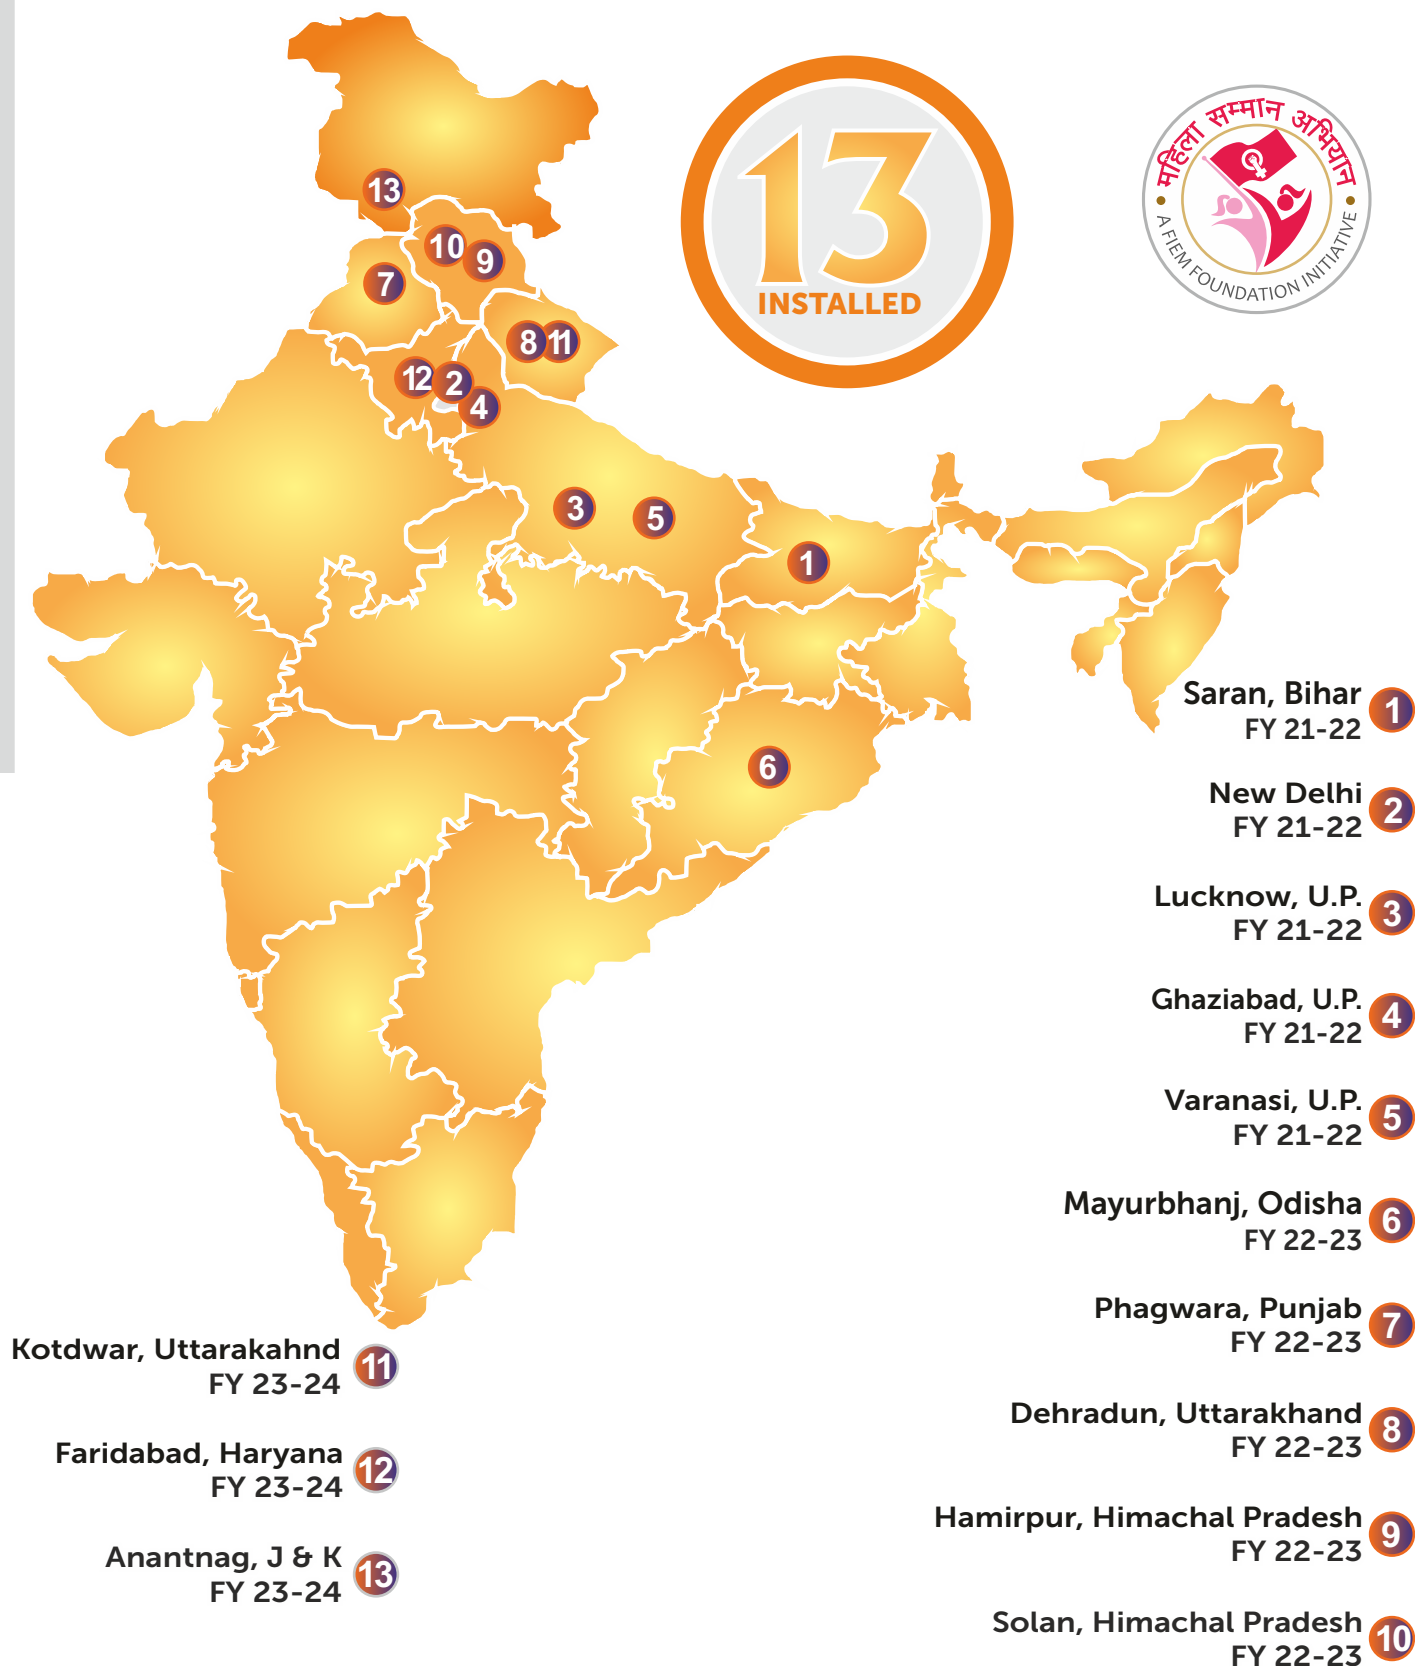 13
INSTALLED
महिला सम्मान अभियान
A FIEM FOUNDATION INITIATIVE
13
10
9
7
8
11
12
2
4
3
5
1
6
Saran, Bihar
FY 21-22
1
New Delhi
FY 21-22
2
Lucknow, U.P.
FY 21-22
3
Ghaziabad, U.P.
FY 21-22
4
Varanasi, U.P.
FY 21-22
5
Mayurbhanj, Odisha
FY 22-23
6
Phagwara, Punjab
FY 22-23
7
Dehradun, Uttarakhand
FY 22-23
8
Hamirpur, Himachal Pradesh
FY 22-23
9
Solan, Himachal Pradesh
FY 22-23
10
Kotdwar, Uttarakahnd
FY 23-24
11
Faridabad, Haryana
FY 23-24
12
Anantnag, J & K
FY 23-24
13